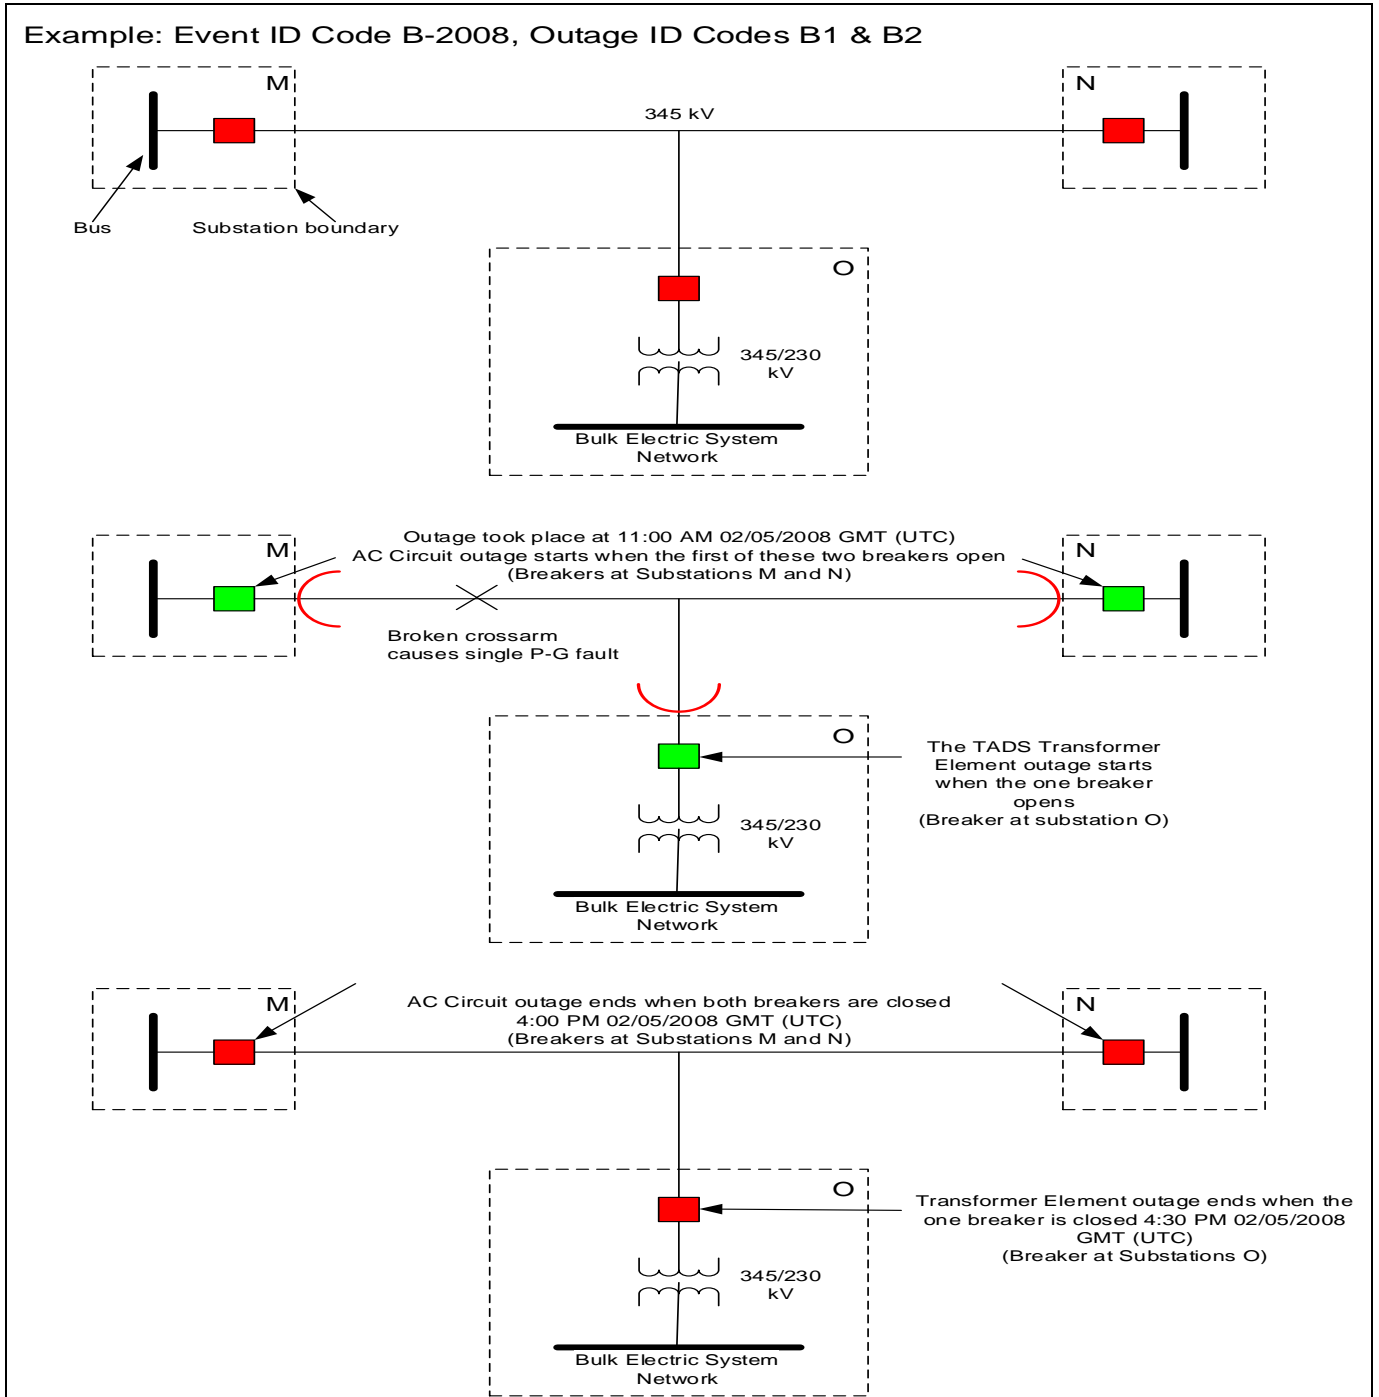 Example: Event ID Code B-2008, Outage ID Codes B1 & B2
M
N
345 kV
Bus
Substation boundary
O
345/230
kV
Bulk Electric System
Network
Outage took place at 11:00 AM 02/05/2008 GMT (UTC)
AC Circuit outage starts when the first of these two breakers open
(Breakers at Substations M and N)
M
N
Broken crossarm
causes single P-G fault
O
The TADS Transformer
Element outage starts
when the one breaker
opens
(Breaker at substation O)
345/230
kV
Bulk Electric System
Network
M
N
AC Circuit outage ends when both breakers are closed
4:00 PM 02/05/2008 GMT (UTC)
(Breakers at Substations M and N)
O
Transformer Element outage ends when the
one breaker is closed 4:30 PM 02/05/2008
GMT (UTC)
(Breaker at Substations O)
345/230
kV
Bulk Electric System
Network